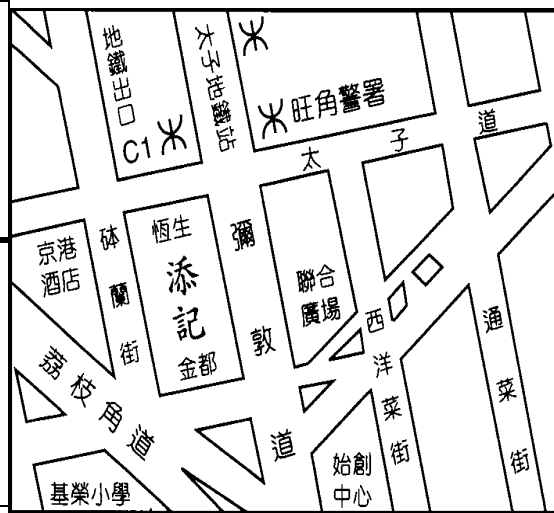 地鐵出口
C1
太子地鐵站
旺角警署
太子道
京港
酒店
砵蘭街
恆生
添記
金都
彌敦道
聯合
廣場
西洋菜街
通菜街
荔枝角道
始創
中心
基榮小學